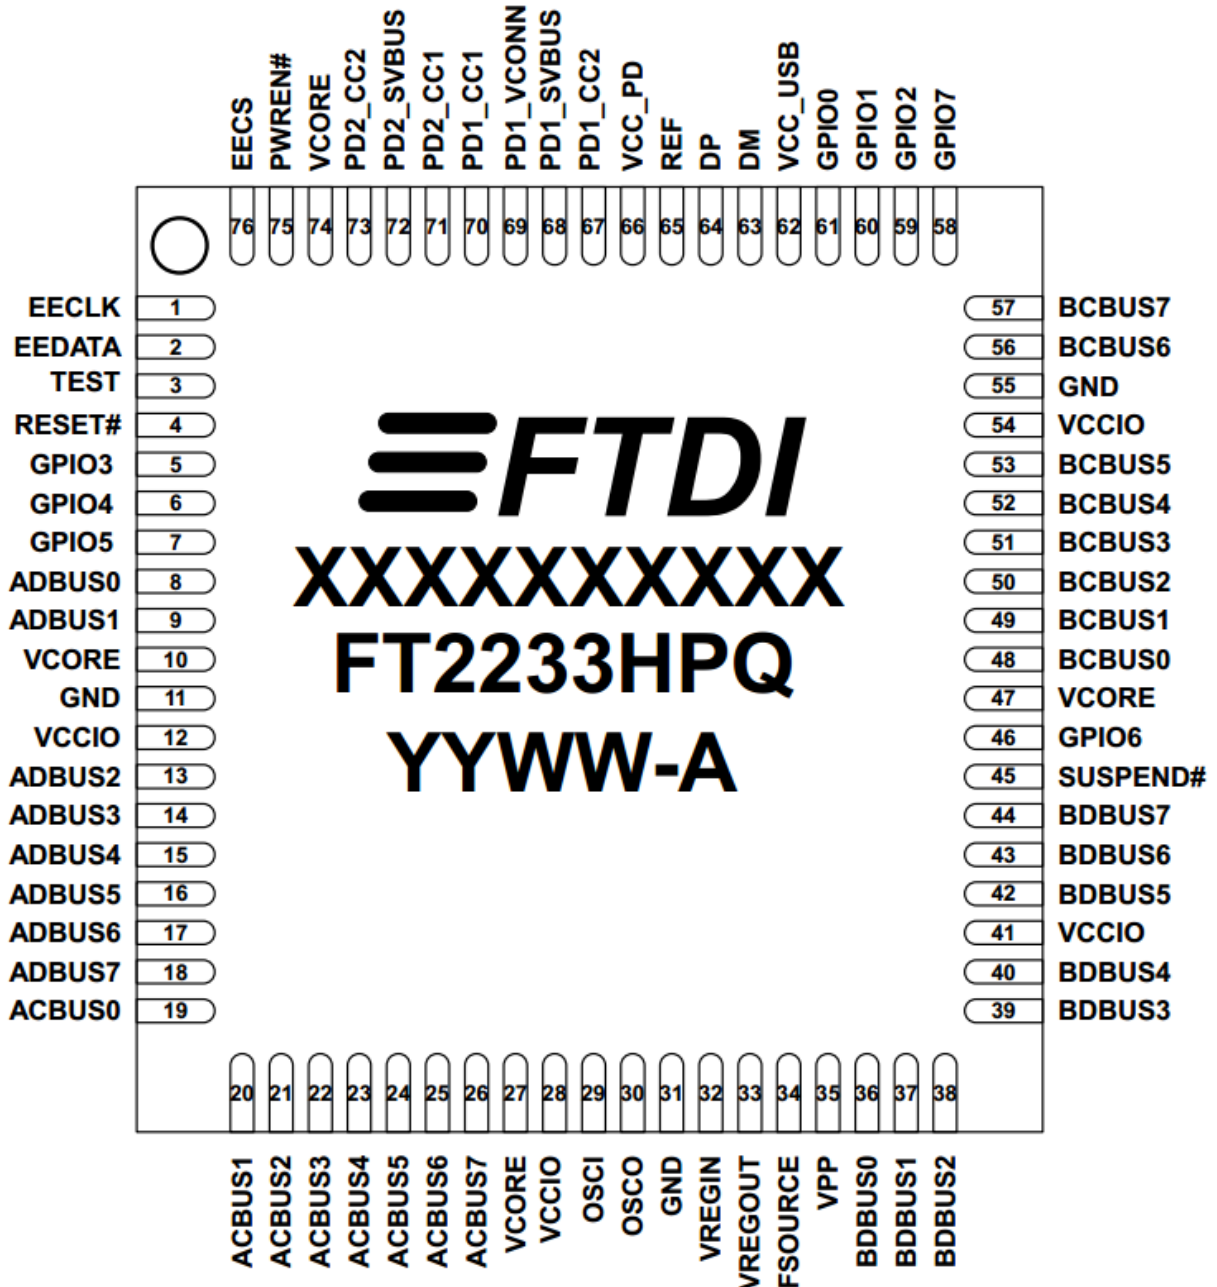 EECS
PWREN#
VCORE
PD2_CC2
PD2_SVBUS
PD2_CC1
PD1_CC1
PD1_VCONN
PD1_SVBUS
PD1_CC2
VCC_PD
REF
DP
DM
VCC_USB
GPIO0
GPIO1
GPIO2
GPIO7
76 75 74 73 72 71 70 69 68 67 66 65 64 63 62 61 60 59 58
EECLK 1
EEDATA 2
TEST 3
RESET# 4
GPIO3 5
GPIO4 6
GPIO5 7
ADBUS0 8
ADBUS1 9
VCORE 10
GND 11
VCCIO 12
ADBUS2 13
ADBUS3 14
ADBUS4 15
ADBUS5 16
ADBUS6 17
ADBUS7 18
ACBUS0 19
FTDI
XXXXXXXXXX
FT2233HPQ
YYWW-A
57 BCBUS7
56 BCBUS6
55 GND
54 VCCIO
53 BCBUS5
52 BCBUS4
51 BCBUS3
50 BCBUS2
49 BCBUS1
48 BCBUS0
47 VCORE
46 GPIO6
45 SUSPEND#
44 BDBUS7
43 BDBUS6
42 BDBUS5
41 VCCIO
40 BDBUS4
39 BDBUS3
20 21 22 23 24 25 26 27 28 29 30 31 32 33 34 35 36 37 38
ACBUS1
ACBUS2
ACBUS3
ACBUS4
ACBUS5
ACBUS6
ACBUS7
VCORE
VCCIO
OSCI
OSCO
GND
VREGIN
VREGOUT
FSOURCE
VPP
BDBUS0
BDBUS1
BDBUS2